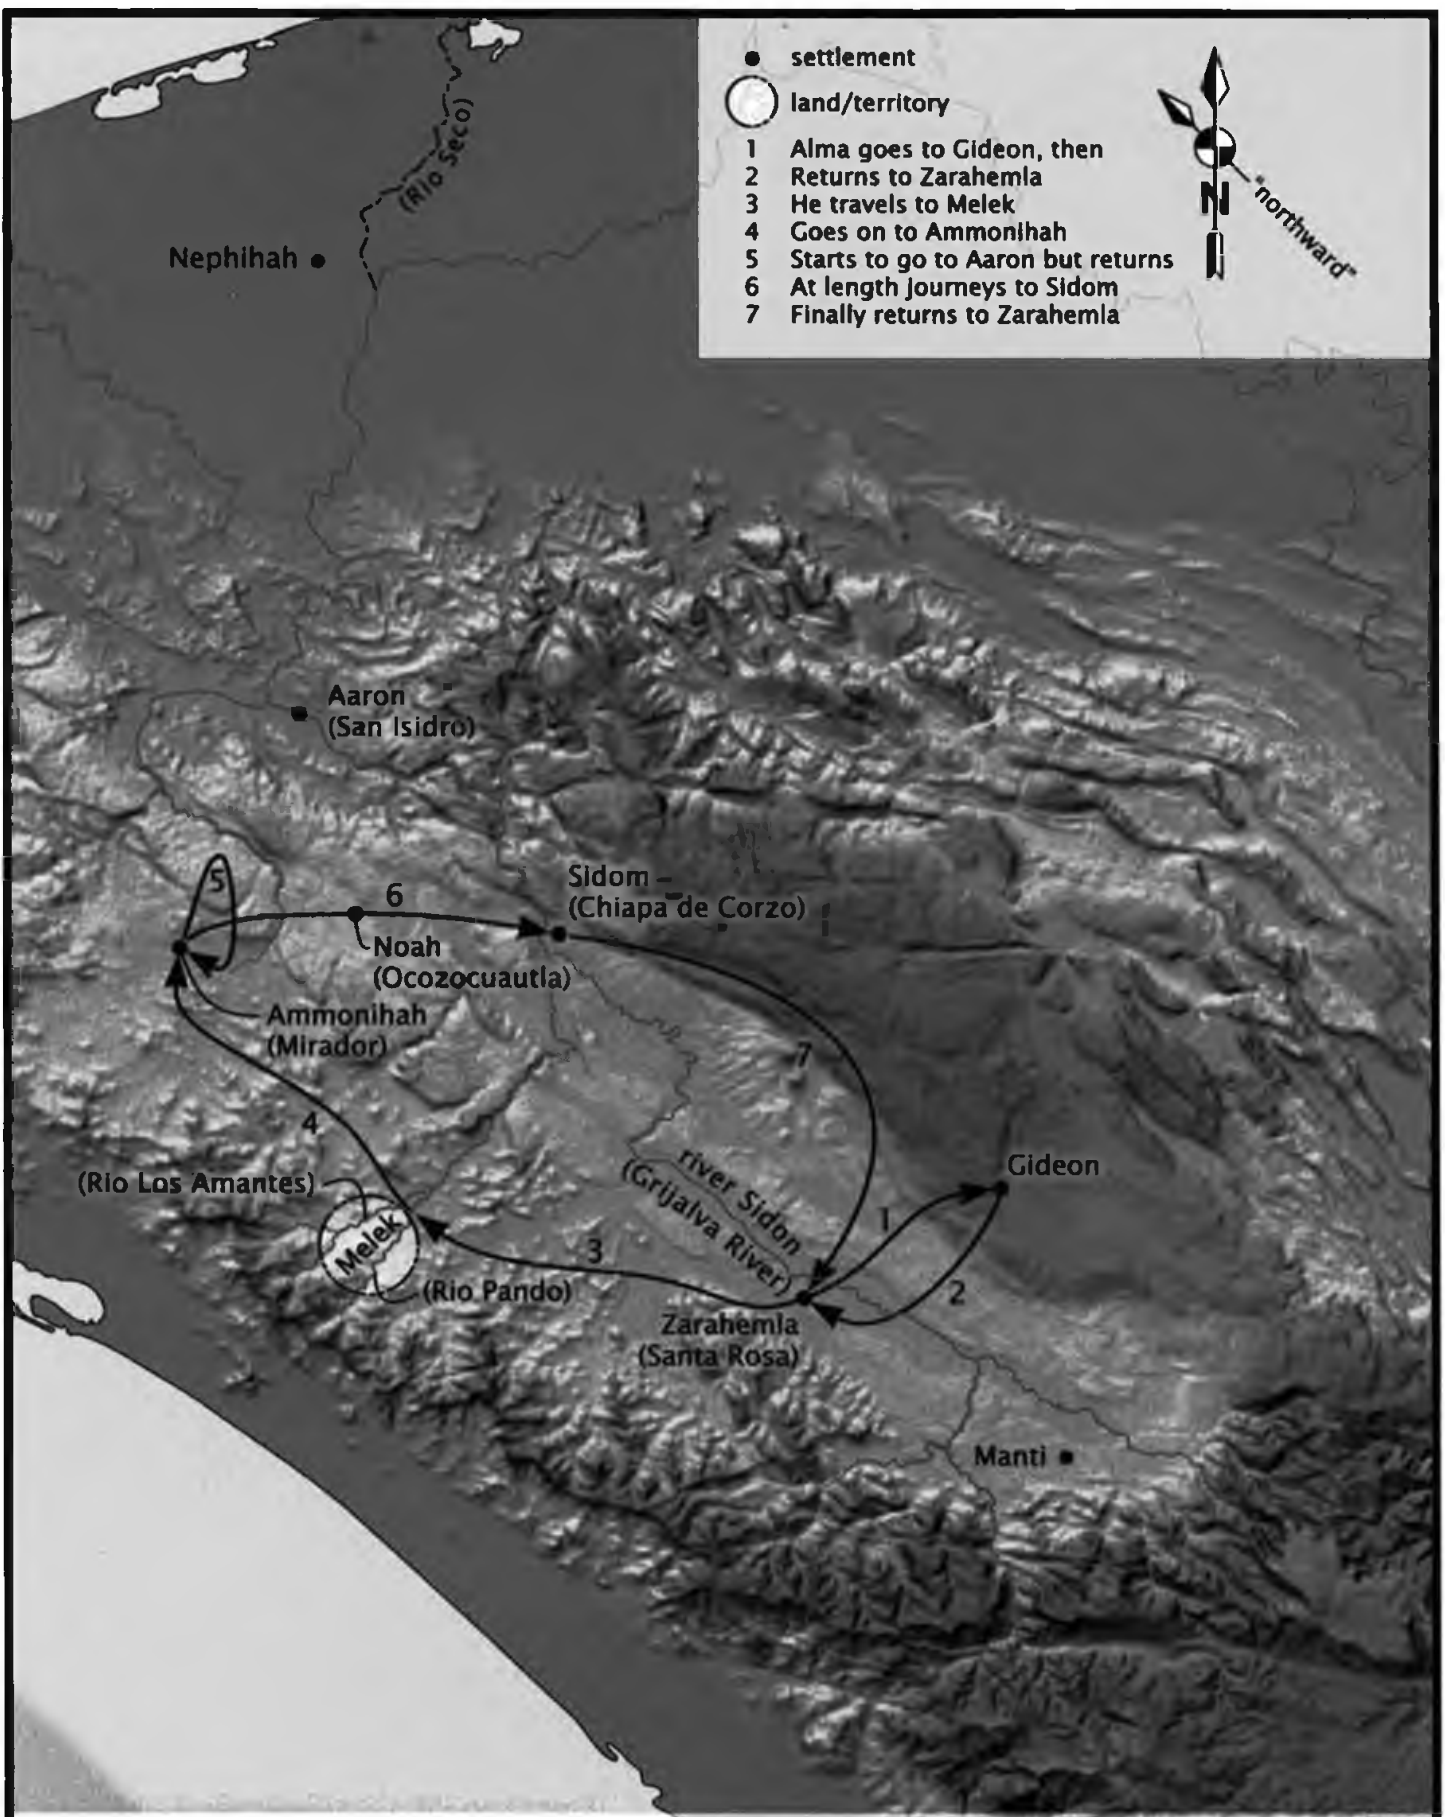 settlement
land/territory
1 Alma goes to Gideon, then
2 Returns to Zarahemla
3 He travels to Melek
4 Goes on to Ammonihah
5 Starts to go to Aaron but returns
6 At length journeys to Sidom
7 Finally returns to Zarahemla
N
"northward"
(Rio Seco)
Nephihah
Aaron
(San Isidro)
5
6
Sidom
(Chiapa de Corzo)
Noah
(Ocozocuautla)
Ammonihah
(Mirador)
7
4
(Rio Los Amantes)
Melek
(Rio Pando)
3
river Sidon
(Grijalva River)
1
Gideon
2
Zarahemla
(Santa Rosa)
Manti